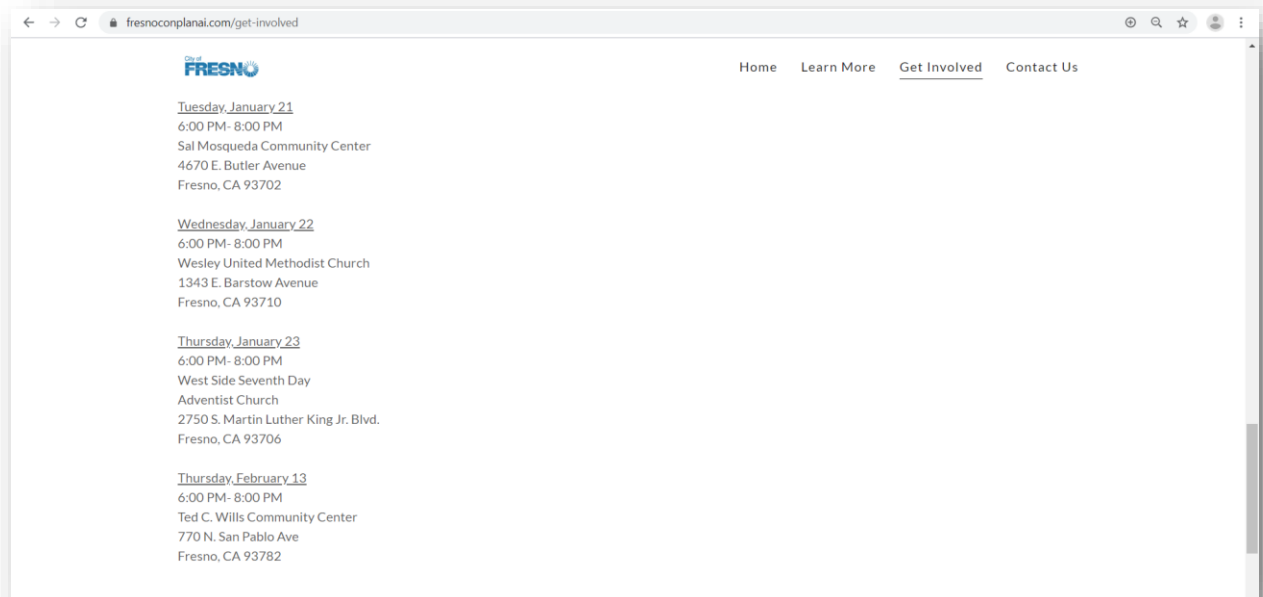 fresnoconplanai.com/get-involved
City of
FRESNO
Home Learn More Get Involved Contact Us
Tuesday, January 21
6:00 PM- 8:00 PM
Sal Mosqueda Community Center
4670 E. Butler Avenue
Fresno, CA 93702
Wednesday, January 22
6:00 PM- 8:00 PM
Wesley United Methodist Church
1343 E. Barstow Avenue
Fresno, CA 93710
Thursday, January 23
6:00 PM- 8:00 PM
West Side Seventh Day
Adventist Church
2750 S. Martin Luther King Jr. Blvd.
Fresno, CA 93706
Thursday, February 13
6:00 PM- 8:00 PM
Ted C. Wills Community Center
770 N. San Pablo Ave
Fresno, CA 93782